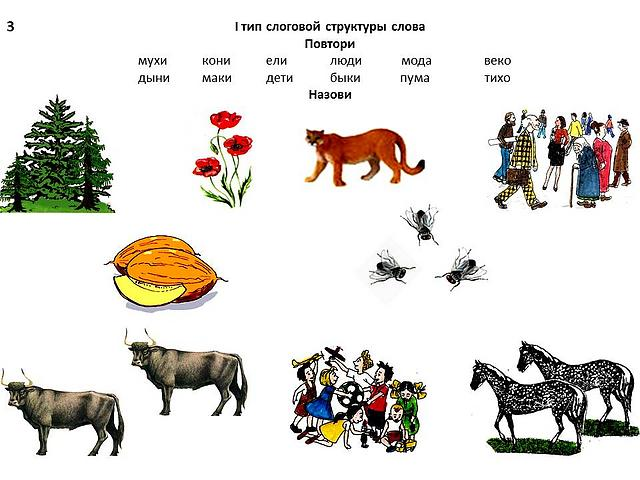 3
I тип слоговой структуры слова
Повтори
мухи кони ели люди мода веко
дыни маки дети быки пума тихо
Назови